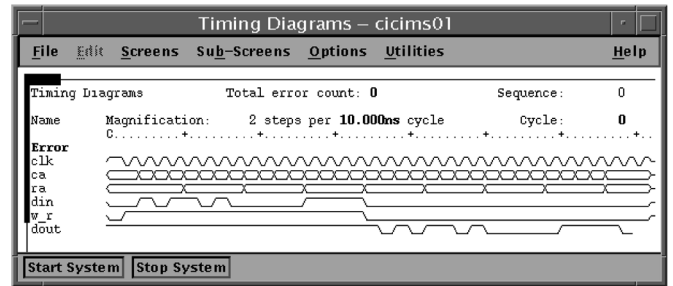 Timing Diagrams – cicims01
File Edit Screens Sub-Screens Options Utilities Help
Timing Diagrams Total error count: 0 Sequence: 0
Name Magnification: 2 steps per 10.000ns cycle Cycle: 0
C.........+.........+.........+.........+.........+.........+.........+..
Error
clk
ca
ra
din
w_r
dout
Start System Stop System